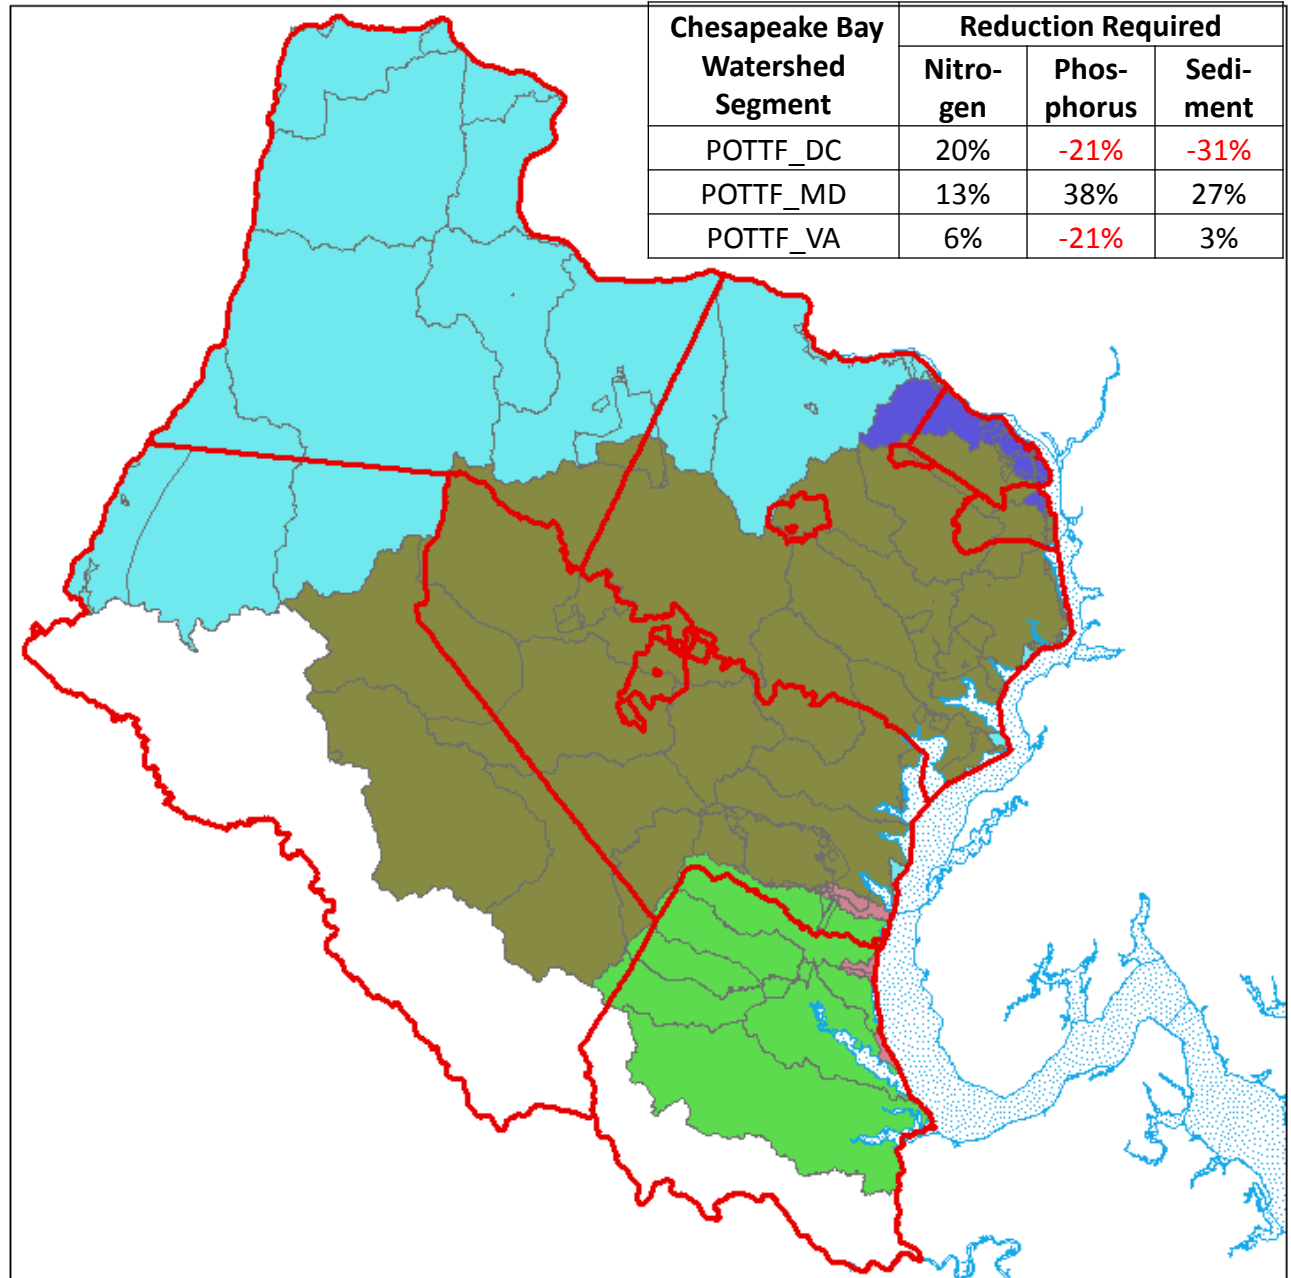 Chesapeake Bay Watershed Segment
Reduction Required
Nitro-
gen
Phos-
phorus
Sedi-
ment
POTTF_DC 20% -21% -31%
POTTF_MD 13% 38% 27%
POTTF_VA 6% -21% 3%